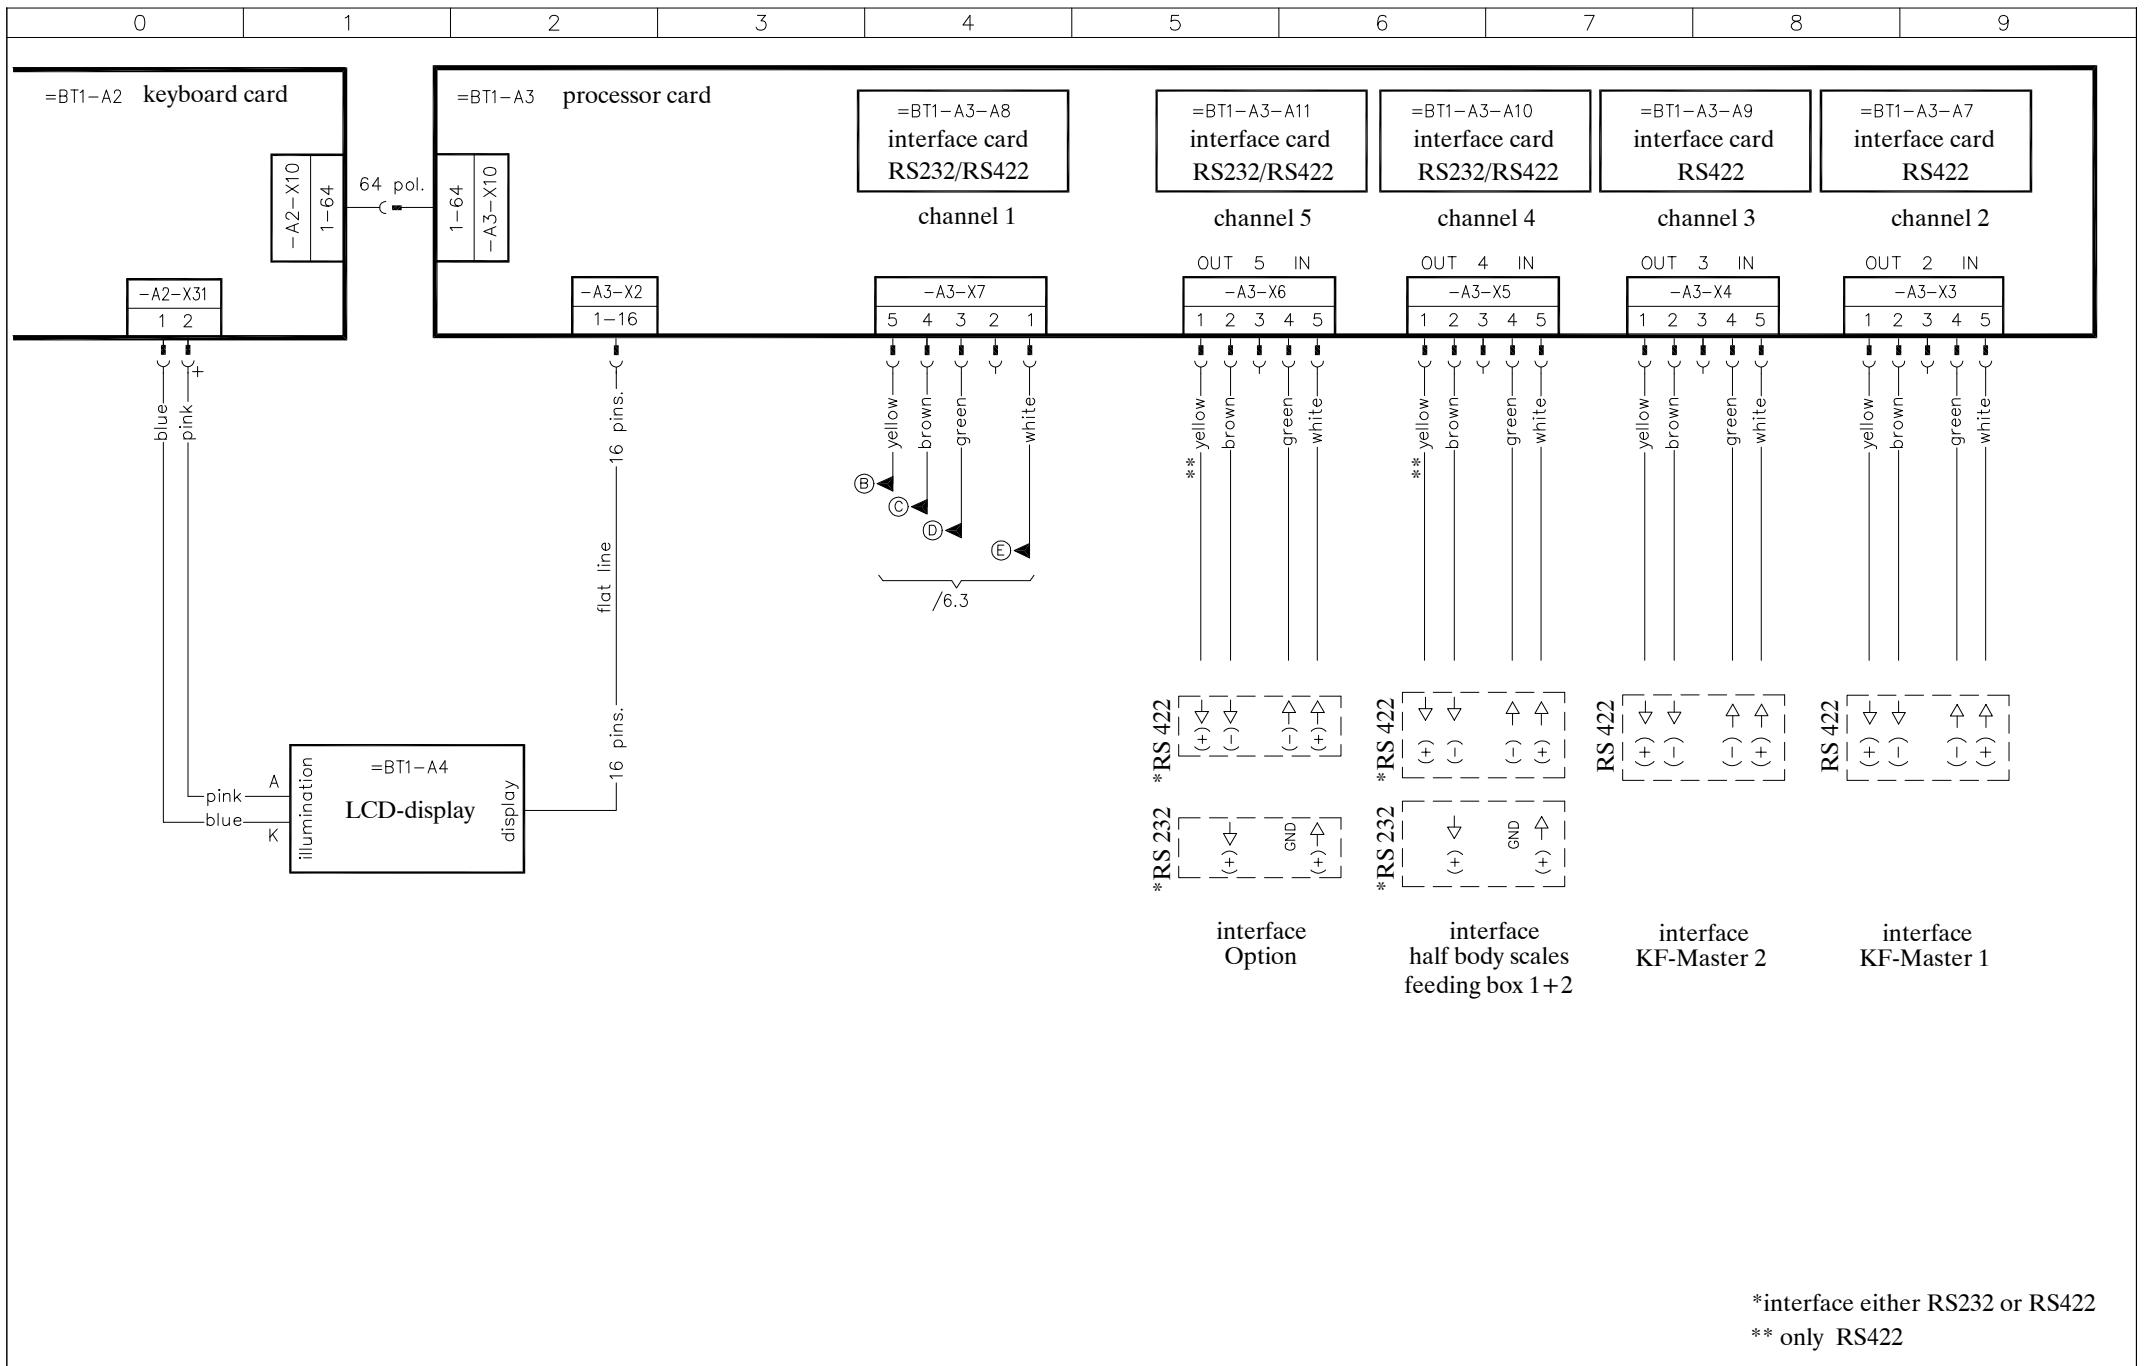 0 1 2 3 4 5 6 7 8 9
=BT1-A2 keyboard card
=BT1-A3 processor card
=BT1-A3-A8
interface card
RS232/RS422
channel 1
=BT1-A3-A11
interface card
RS232/RS422
channel 5
=BT1-A3-A10
interface card
RS232/RS422
channel 4
=BT1-A3-A9
interface card
RS422
channel 3
=BT1-A3-A7
interface card
RS422
channel 2
-A2-X10
1-64
64 pol.
1-64
-A3-X10
-A2-X31
1 2
-A3-X2
1-16
-A3-X7
5 4 3 2 1
OUT 5 IN
-A3-X6
1 2 3 4 5
OUT 4 IN
-A3-X5
1 2 3 4 5
OUT 3 IN
-A3-X4
1 2 3 4 5
OUT 2 IN
-A3-X3
1 2 3 4 5
+
blue
pink
16 pins.
flat line
16 pins.
yellow
brown
green
white
B
C
D
E
/6.3
**
yellow
brown
green
white
**
yellow
brown
green
white
yellow
brown
green
white
yellow
brown
green
white
*RS 422
(+) (-) (-) (+)
*RS 422
(+) (-) (-) (+)
RS 422
(+) (-) (-) (+)
RS 422
(+) (-) (-) (+)
*RS 232
(+) GND (+)
*RS 232
(+) GND (+)
pink
blue
A
K
illumination
=BT1-A4
LCD-display
display
interface
Option
interface
half body scales
feeding box 1+2
interface
KF-Master 2
interface
KF-Master 1
*interface either RS232 or RS422
** only RS422